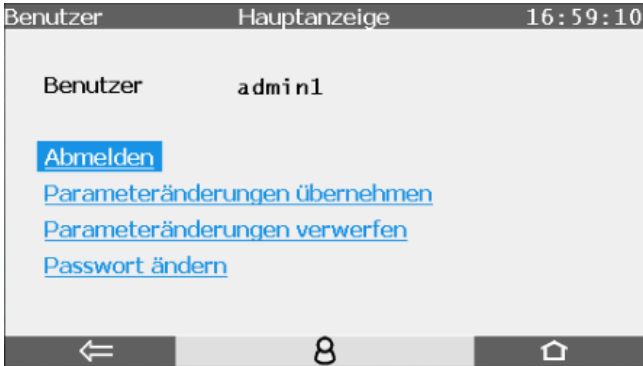 Benutzer Hauptanzeige 16:59:10
Benutzer admin1
Abmelden
Parameteränderungen übernehmen
Parameteränderungen verwerfen
Passwort ändern